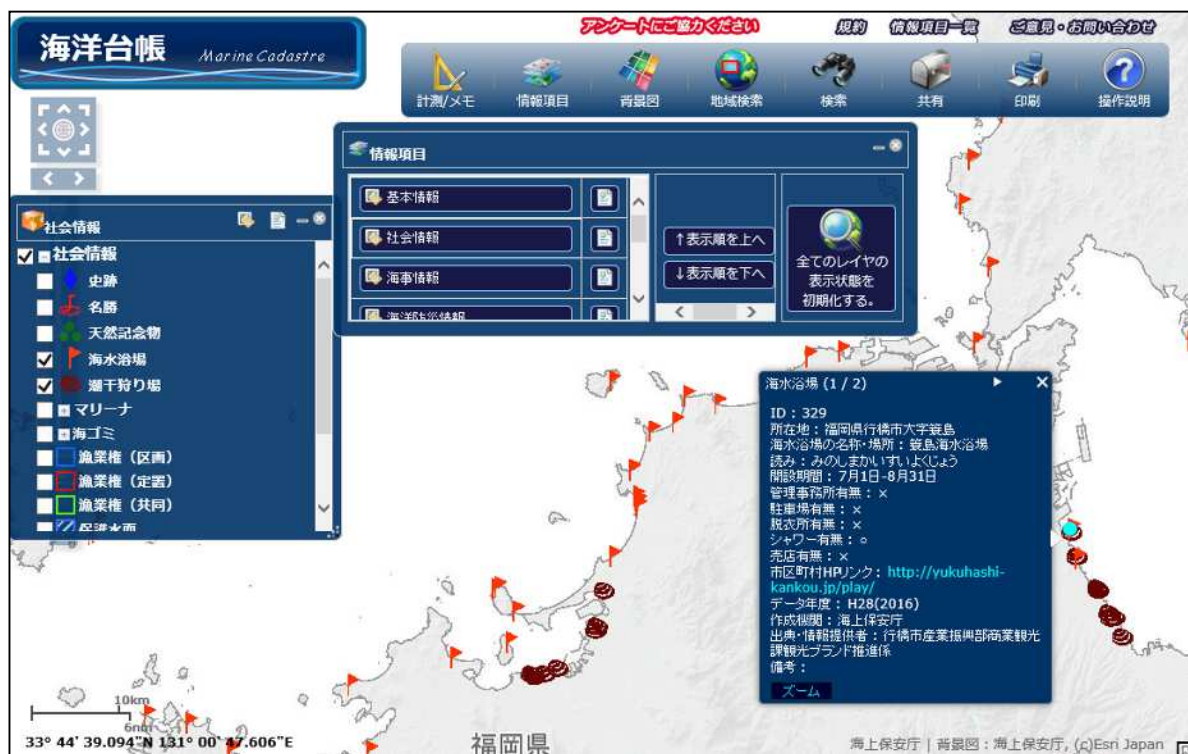 アンケートにご協力ください
規約
情報項目一覧
ご意見・お問い合わせ
海洋台帳
Marine Cadastre
計測/メモ
情報項目
背景図
地域検索
検索
共有
印刷
操作説明
情報項目
基本情報
社会情報
海事情報
海洋防災情報
↑表示順を上へ
↓表示順を下へ
全てのレイヤの
表示状態を
初期化する。
社会情報
社会情報
史跡
名勝
天然記念物
海水浴場
潮干狩り場
マリーナ
海ゴミ
漁業権（区画）
漁業権（定置）
漁業権（共同）
保護水面
海水浴場 (1 / 2)
ID : 329
所在地 : 福岡県行橋市大字簑島
海水浴場の名称・場所 : 簑島海水浴場
読み : みのしまかいすいよくじょう
開設期間 : 7月1日-8月31日
管理事務所有無 : ×
駐車場有無 : ×
脱衣所有無 : ×
シャワー有無 : ○
売店有無 : ×
市区町村HPリンク : http://yukuhashi-
kankou.jp/play/
データ年度 : H28(2016)
作成機関 : 海上保安庁
出典・情報提供者 : 行橋市産業振興部商業観光
課観光ブランド推進係
備考 :
ズーム
10km
6nm
33° 44' 39.094"N 131° 00' 47.606"E
福岡県
海上保安庁 | 背景図 : 海上保安庁, (c)Esri Japan